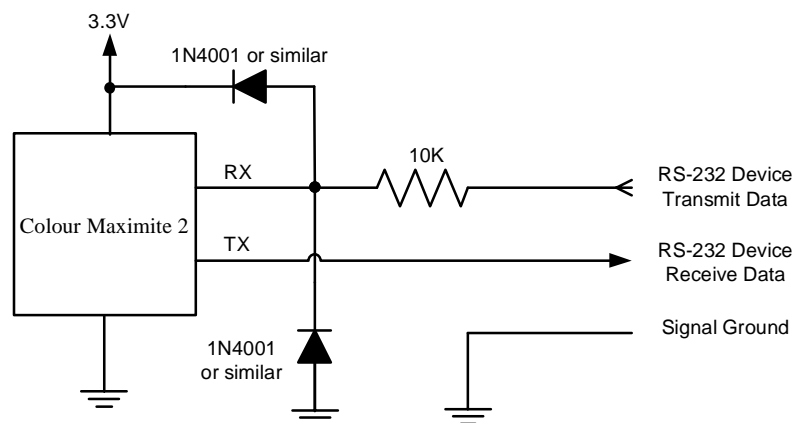 3.3V
1N4001 or similar
10K
RX
RS-232 Device
Transmit Data
Colour Maximite 2
TX
RS-232 Device
Receive Data
Signal Ground
1N4001
or similar